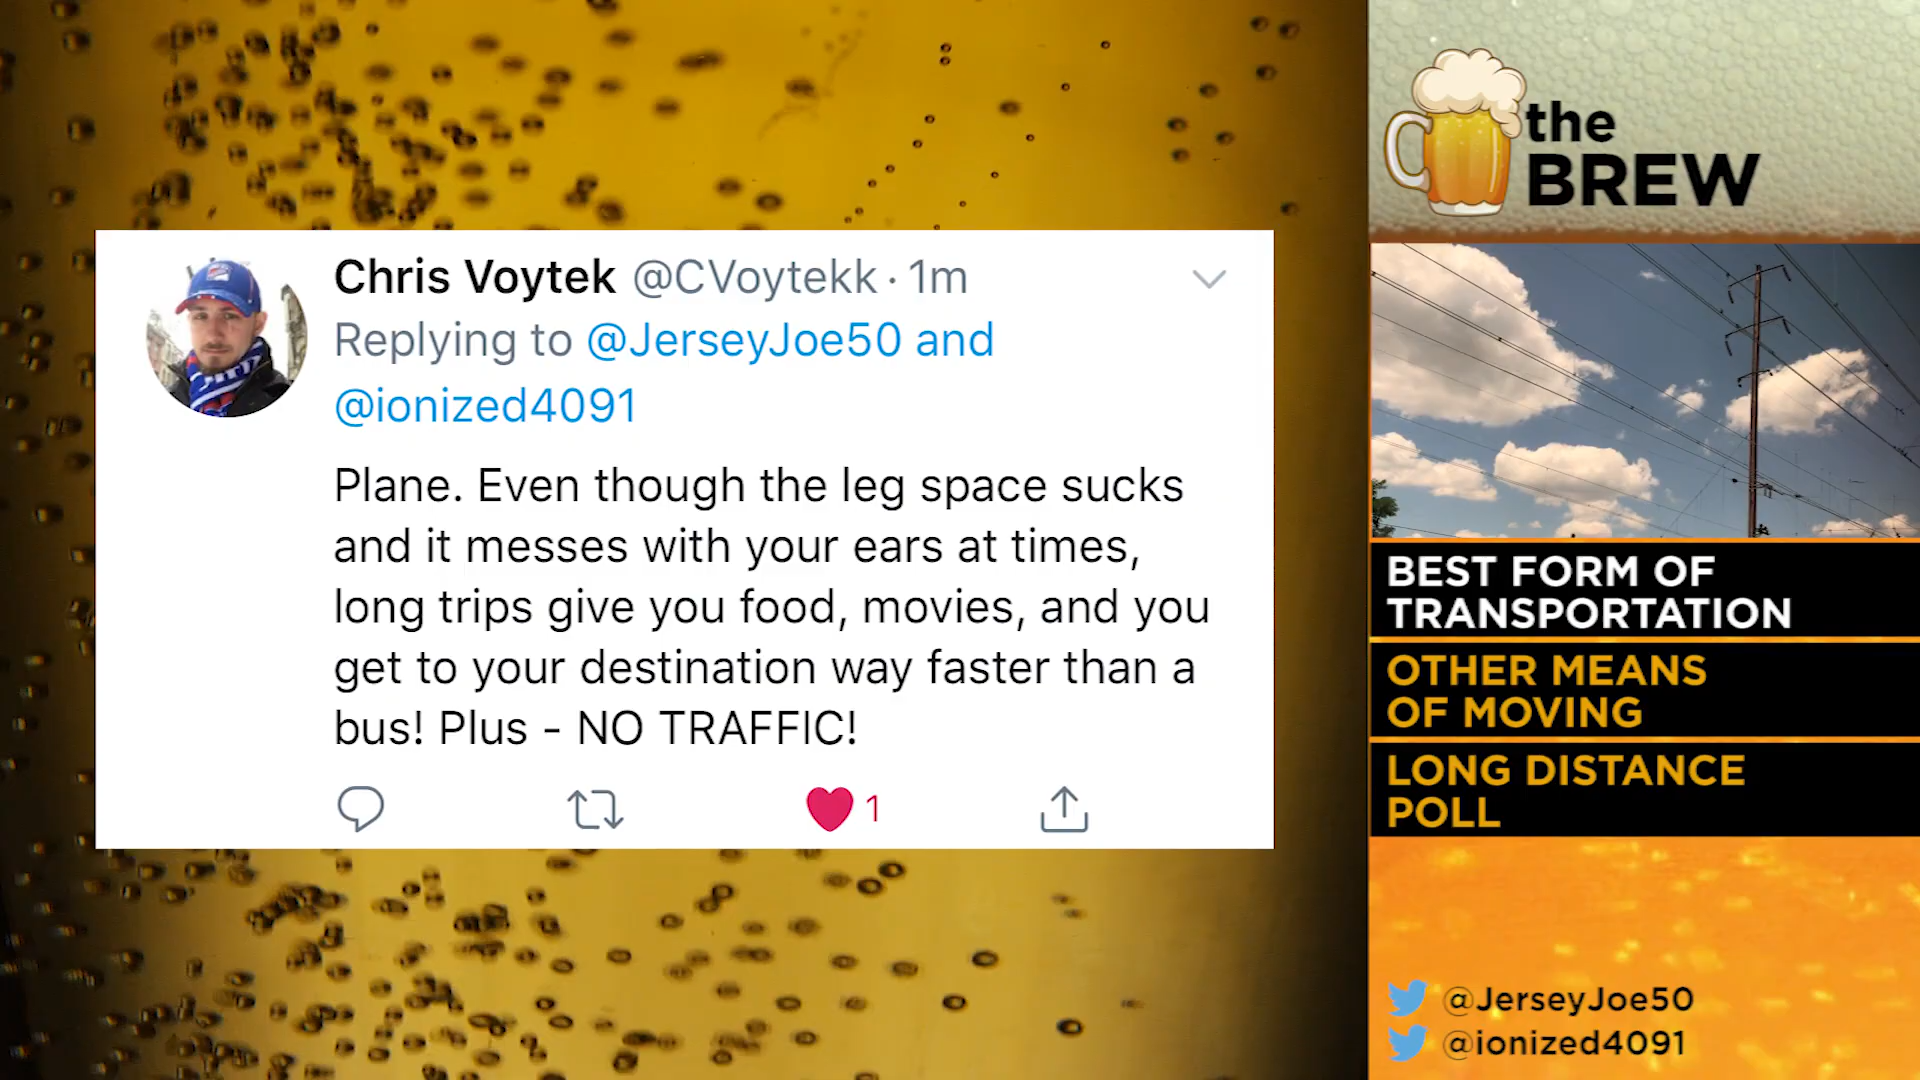 Chris Voytek @CVoytekk · 1m
Replying to @JerseyJoe50 and
@ionized4091
Plane. Even though the leg space sucks
and it messes with your ears at times,
long trips give you food, movies, and you
get to your destination way faster than a
bus! Plus - NO TRAFFIC!
1
the
BREW
BEST FORM OF
TRANSPORTATION
OTHER MEANS
OF MOVING
LONG DISTANCE
POLL
@JerseyJoe50
@ionized4091